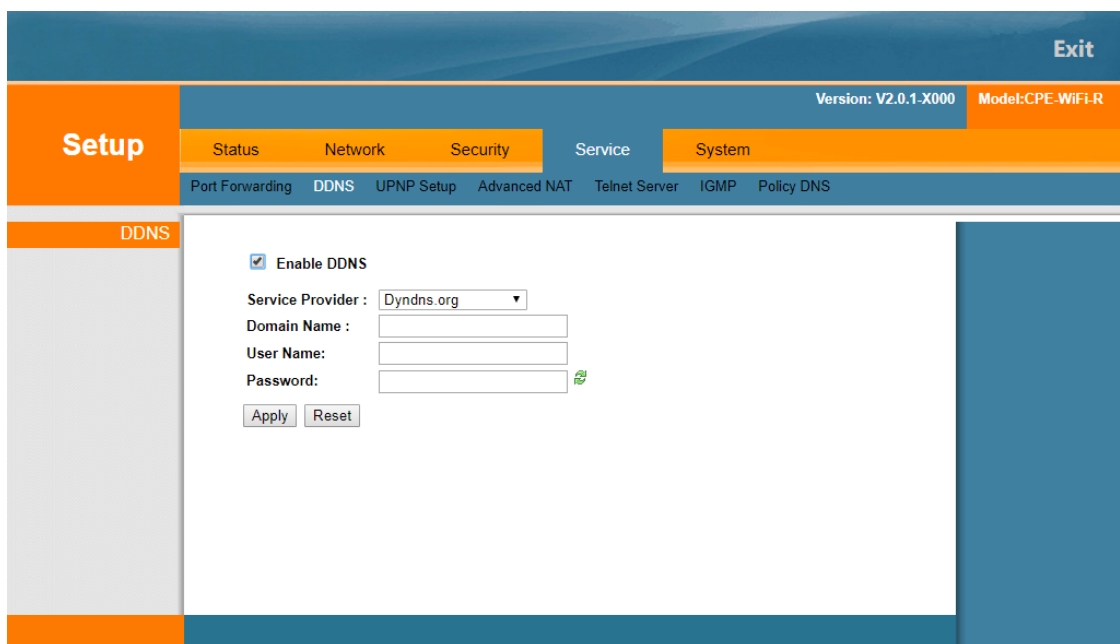 Exit
Version: V2.0.1-X000 Model:CPE-WiFi-R
Setup
Status Network Security Service System
Port Forwarding DDNS UPNP Setup Advanced NAT Telnet Server IGMP Policy DNS
DDNS
Enable DDNS
Service Provider : Dyndns.org
Domain Name :
User Name:
Password:
Apply Reset